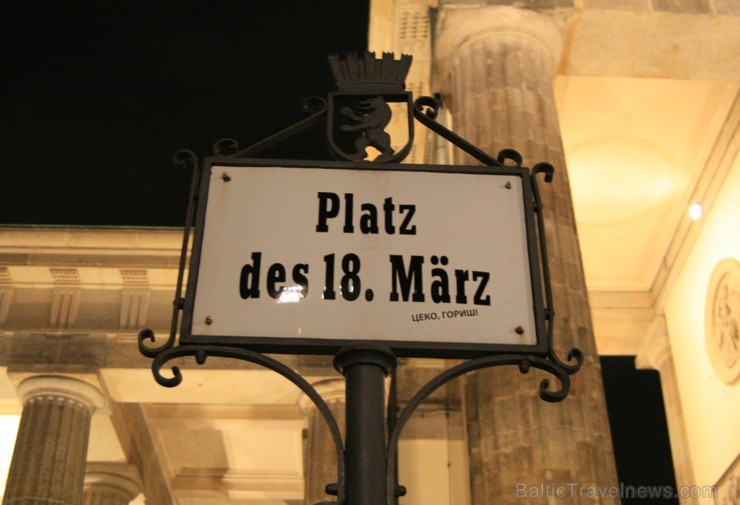 Platz
des 18. März
ЦЕКО, ГОРИШ!
BalticTravelnews.com